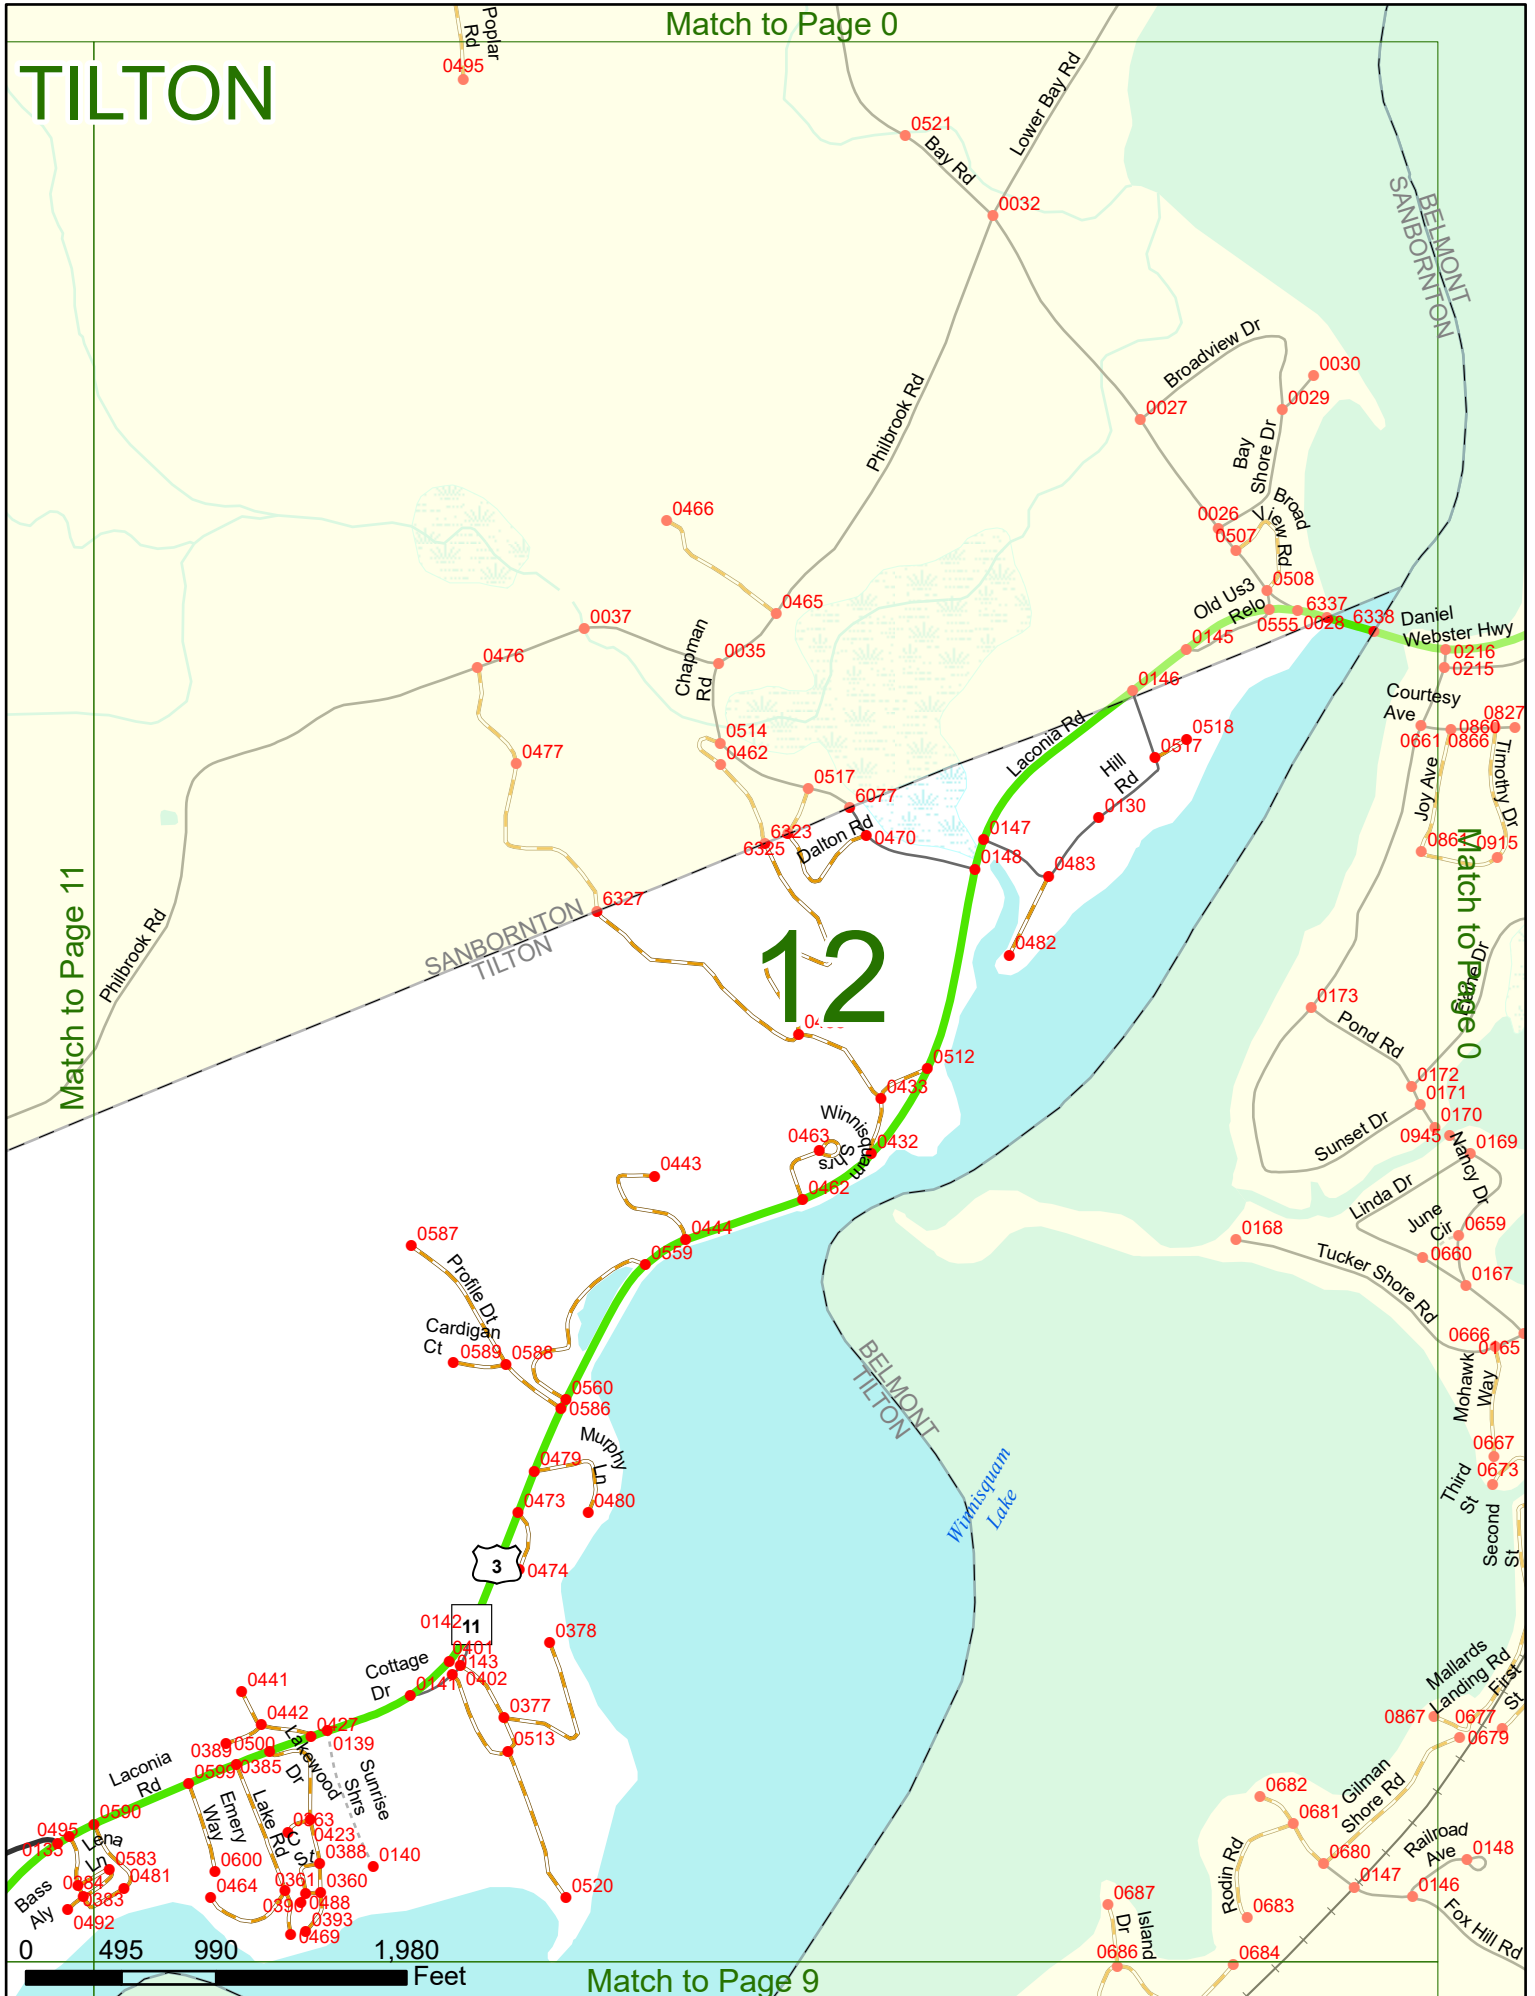 Match to Page 0
TILTON
Poplar
Rd
0495
0521
Bay Rd
Lower Bay Rd
0032
BELMONT
SANBORNTON
Broadview Dr
0030
0029
0027
Philbrook Rd
Bay
Shore Dr
0466
0026
Broad
View Rd
0507
0508
Old Us3
Relo
0465
0037
6337
6338
0555
0028
Daniel
Webster Hwy
0145
0216
0215
0035
Chapman
Rd
0476
0146
Courtesy
Ave
0827
0860
0661
0866
0518
0517
0514
0462
0477
Laconia Rd
Hill
Rd
Joy Ave
Timothy Dr
0517
6077
0130
6323
6325
Dalton Rd
0470
0147
0148
0483
0861
0915
Match to Page 11
Philbrook Rd
6327
SANBORNTON
TILTON
12
0482
Match to Page 0
0173
Pond Rd
0512
0433
0172
0171
0170
0945
0169
Sunset Dr
Nancy Dr
Winnisquam
Shrs
0463
0432
0443
0462
Linda Dr
June
Cir
0659
0660
0168
0444
0559
0587
Tucker Shore Rd
0167
Profile Dt
Cardigan
Ct
0589
0588
0666
0165
BELMONT
TILTON
Mohawk
Way
0560
0586
Murphy
Ln
0479
0667
0673
Third
St
0473
0480
Winnisquam
Lake
Second
St
3
0474
0142
11
0378
0401
0143
0402
Cottage
Dr
0141
0441
Mallards
Landing Rd
First
St
0377
0442
0427
0139
0867
0677
0679
0389
0500
0385
Lakewood
Dr
0513
Laconia
Rd
0599
Sunrise
Shrs
Gilman
Shore Rd
0682
0681
Emery
Way
Lake Rd
0590
0495
0135
Lena
Ln
0363
0423
C St
0388
0140
0583
0481
0600
0464
0384
0383
0361
0360
0390
0488
0393
0469
Bass
Aly
0492
0520
Rodin Rd
0680
Railroad
Ave
0148
0147
0146
0683
0687
Island
Dr
Fox Hill Rd
0686
0684
0
495
990
1,980
Feet
Match to Page 9